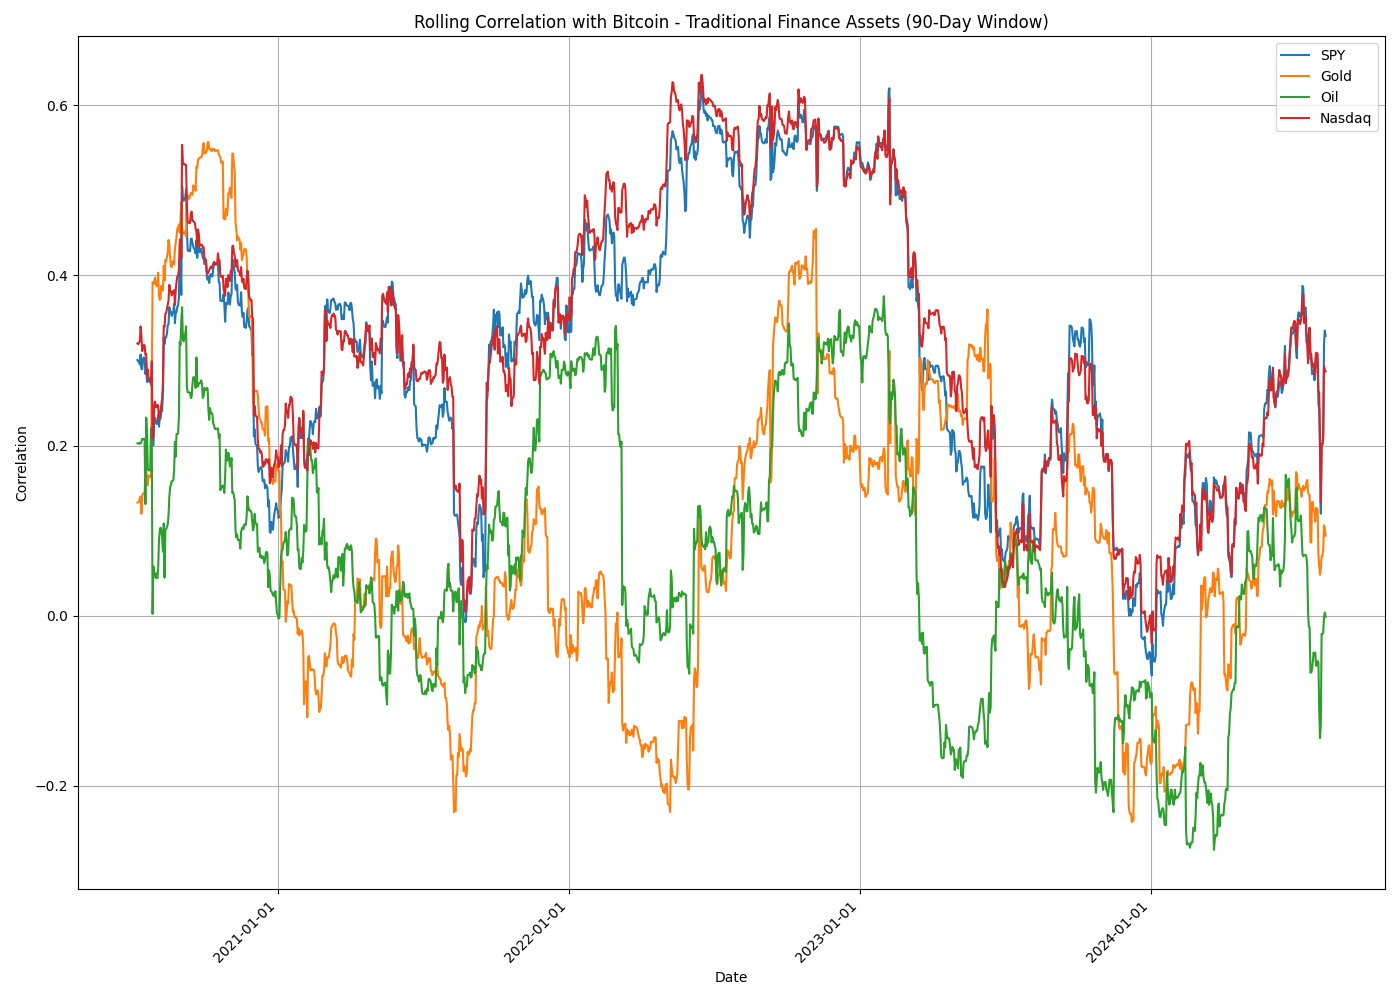 Rolling Correlation with Bitcoin - Traditional Finance Assets (90-Day Window)
SPY
Gold
Oil
Nasdaq
0.6
0.4
0.2
0.0
−0.2
Correlation
2021-01-01
2022-01-01
2023-01-01
2024-01-01
Date